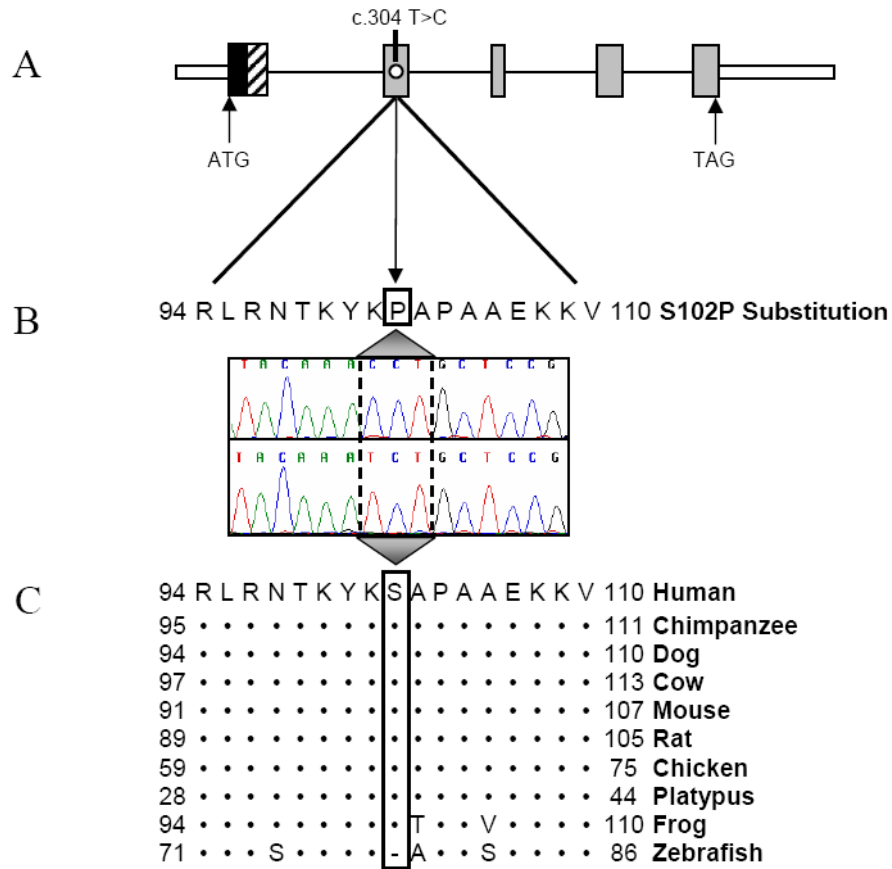 c.304 T>C
A
ATG TAG
B
94 R L R N T K Y K P A P A A E K K V 110 S102P Substitution
T A C A A A C C T G C T C C G
T A C A A A T C T G C T C C G
C
94 R L R N T K Y K S A P A A E K K V 110 Human
95 • • • • • • • • • • • • • • • • • 111 Chimpanzee
94 • • • • • • • • • • • • • • • • • 110 Dog
97 • • • • • • • • • • • • • • • • • 113 Cow
91 • • • • • • • • • • • • • • • • • 107 Mouse
89 • • • • • • • • • • • • • • • • • 105 Rat
59 • • • • • • • • • • • • • • • • • 75 Chicken
28 • • • • • • • • • • • • • • • • • 44 Platypus
94 • • • • • • • • • T • • V • • • • 110 Frog
71 • • • S • • • • - A • • S • • • • 86 Zebrafish